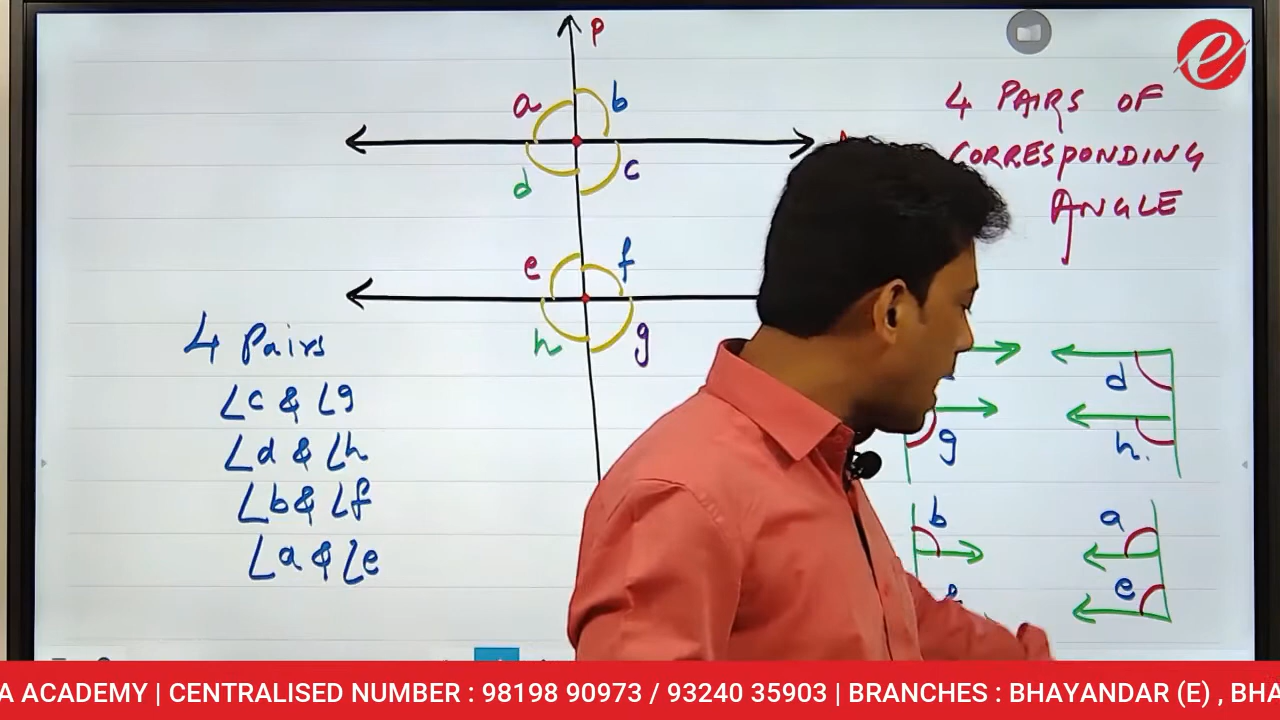 P
a b
d c
e f
h g
4 PAIRS OF
CORRESPONDING
ANGLE
4 Pairs
∠c & ∠g
∠d & ∠h
∠b & ∠f
∠a & ∠e
g
d
h.
b
a
e
A ACADEMY | CENTRALISED NUMBER : 98198 90973 / 93240 35903 | BRANCHES : BHAYANDAR (E) , BHA